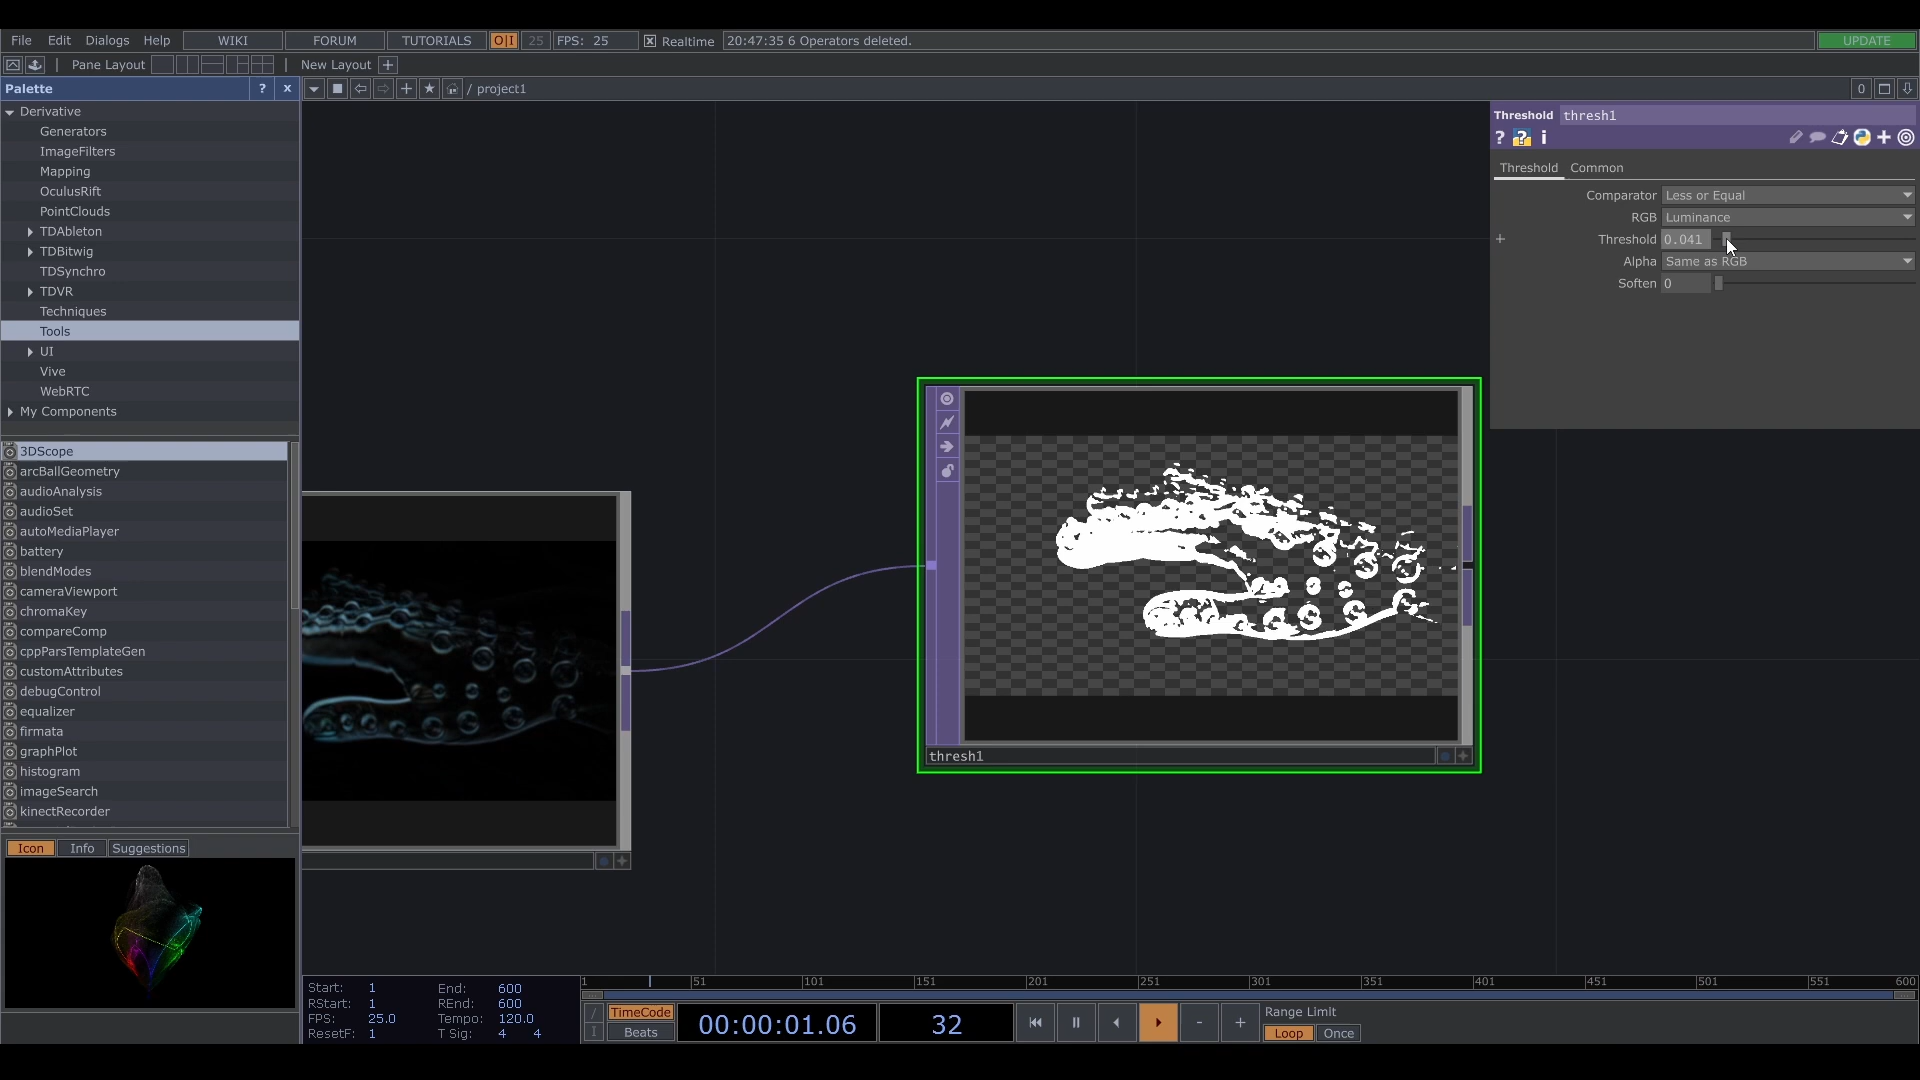 File Edit Dialogs Help WIKI FORUM TUTORIALS O|I 25 FPS: 25 Realtime 20:47:35 6 Operators deleted. UPDATE
Pane Layout New Layout +
Palette ? x / project1 0
Derivative
Generators
ImageFilters
Mapping
OculusRift
PointClouds
TDAbleton
TDBitwig
TDSynchro
TDVR
Techniques
Tools
UI
Vive
WebRTC
My Components
3DScope
arcBallGeometry
audioAnalysis
audioSet
autoMediaPlayer
battery
blendModes
cameraViewport
chromaKey
compareComp
cppParsTemplateGen
customAttributes
debugControl
equalizer
firmata
graphPlot
histogram
imageSearch
kinectRecorder
Icon Info Suggestions
Threshold thresh1
? ? i
Threshold Common
Comparator Less or Equal
RGB Luminance
+ Threshold 0.041
Alpha Same as RGB
Soften 0
thresh1
Start: 1 End: 600
RStart: 1 REnd: 600
FPS: 25.0 Tempo: 120.0
ResetF: 1 T Sig: 4 4
1 51 101 151 201 251 301 351 401 451 501 551 600
/ TimeCode
I Beats
00:00:01.06 32 - +
Range Limit
Loop Once